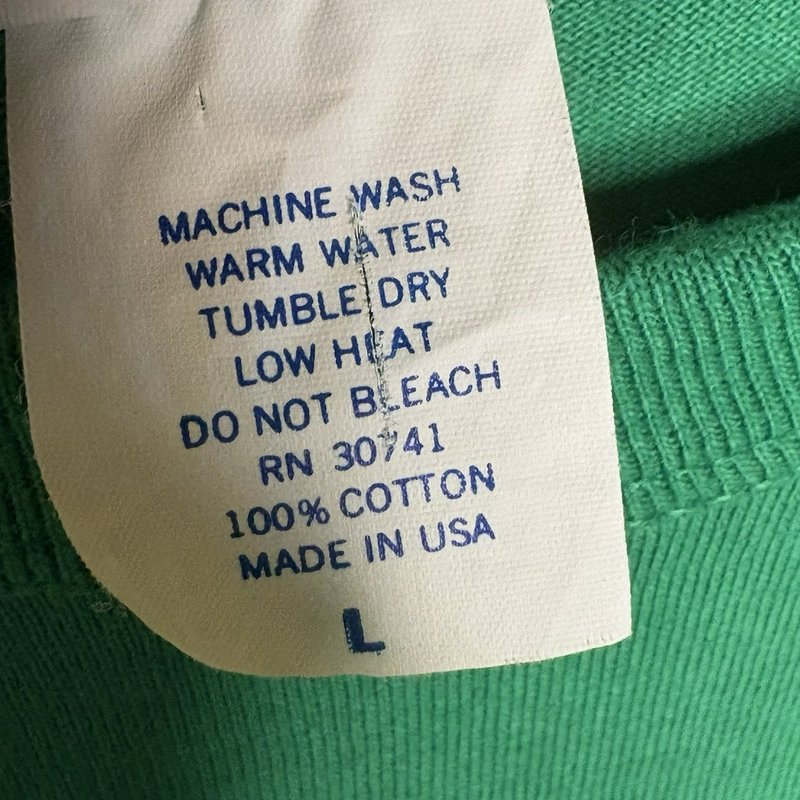 MACHINE WASH
WARM WATER
TUMBLE DRY
LOW HEAT
DO NOT BLEACH
RN 30741
100% COTTON
MADE IN USA
L